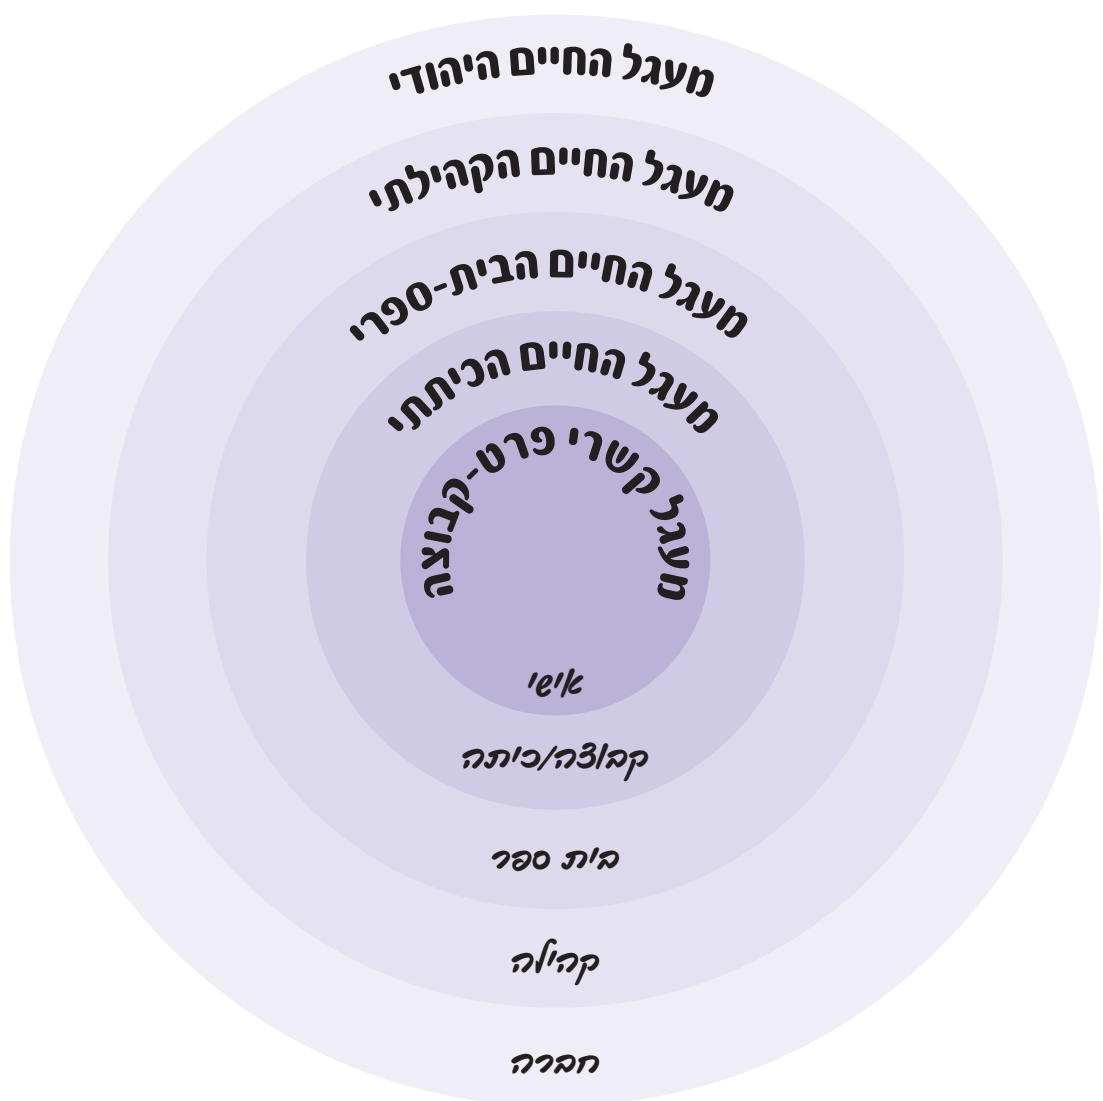 מעגל החיים היהודי
מעגל החיים הקהילתי
מעגל החיים הבית-ספרי
מעגל החיים הכיתתי
מעגל קשרי פרט-קבוצה
אישי
קבוצה/כיתה
בית ספר
קהילה
חברה